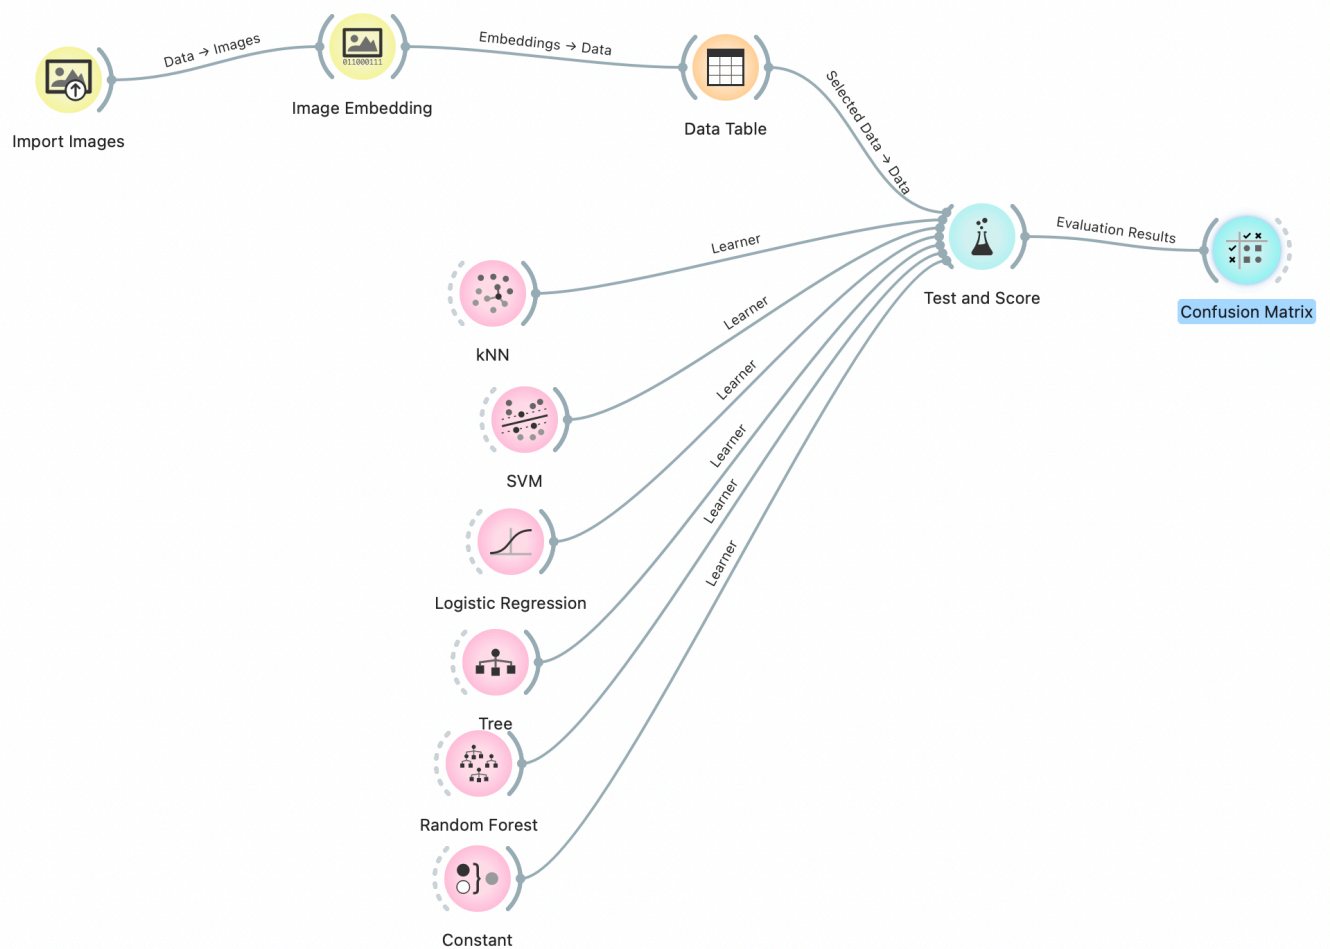 Data → Images
Embeddings → Data
011000111
Image Embedding
Import Images
Data Table
Selected Data → Data
Learner
Evaluation Results
Test and Score
Confusion Matrix
kNN
Learner
SVM
Learner
Logistic Regression
Learner
Tree
Learner
Random Forest
Learner
Constant